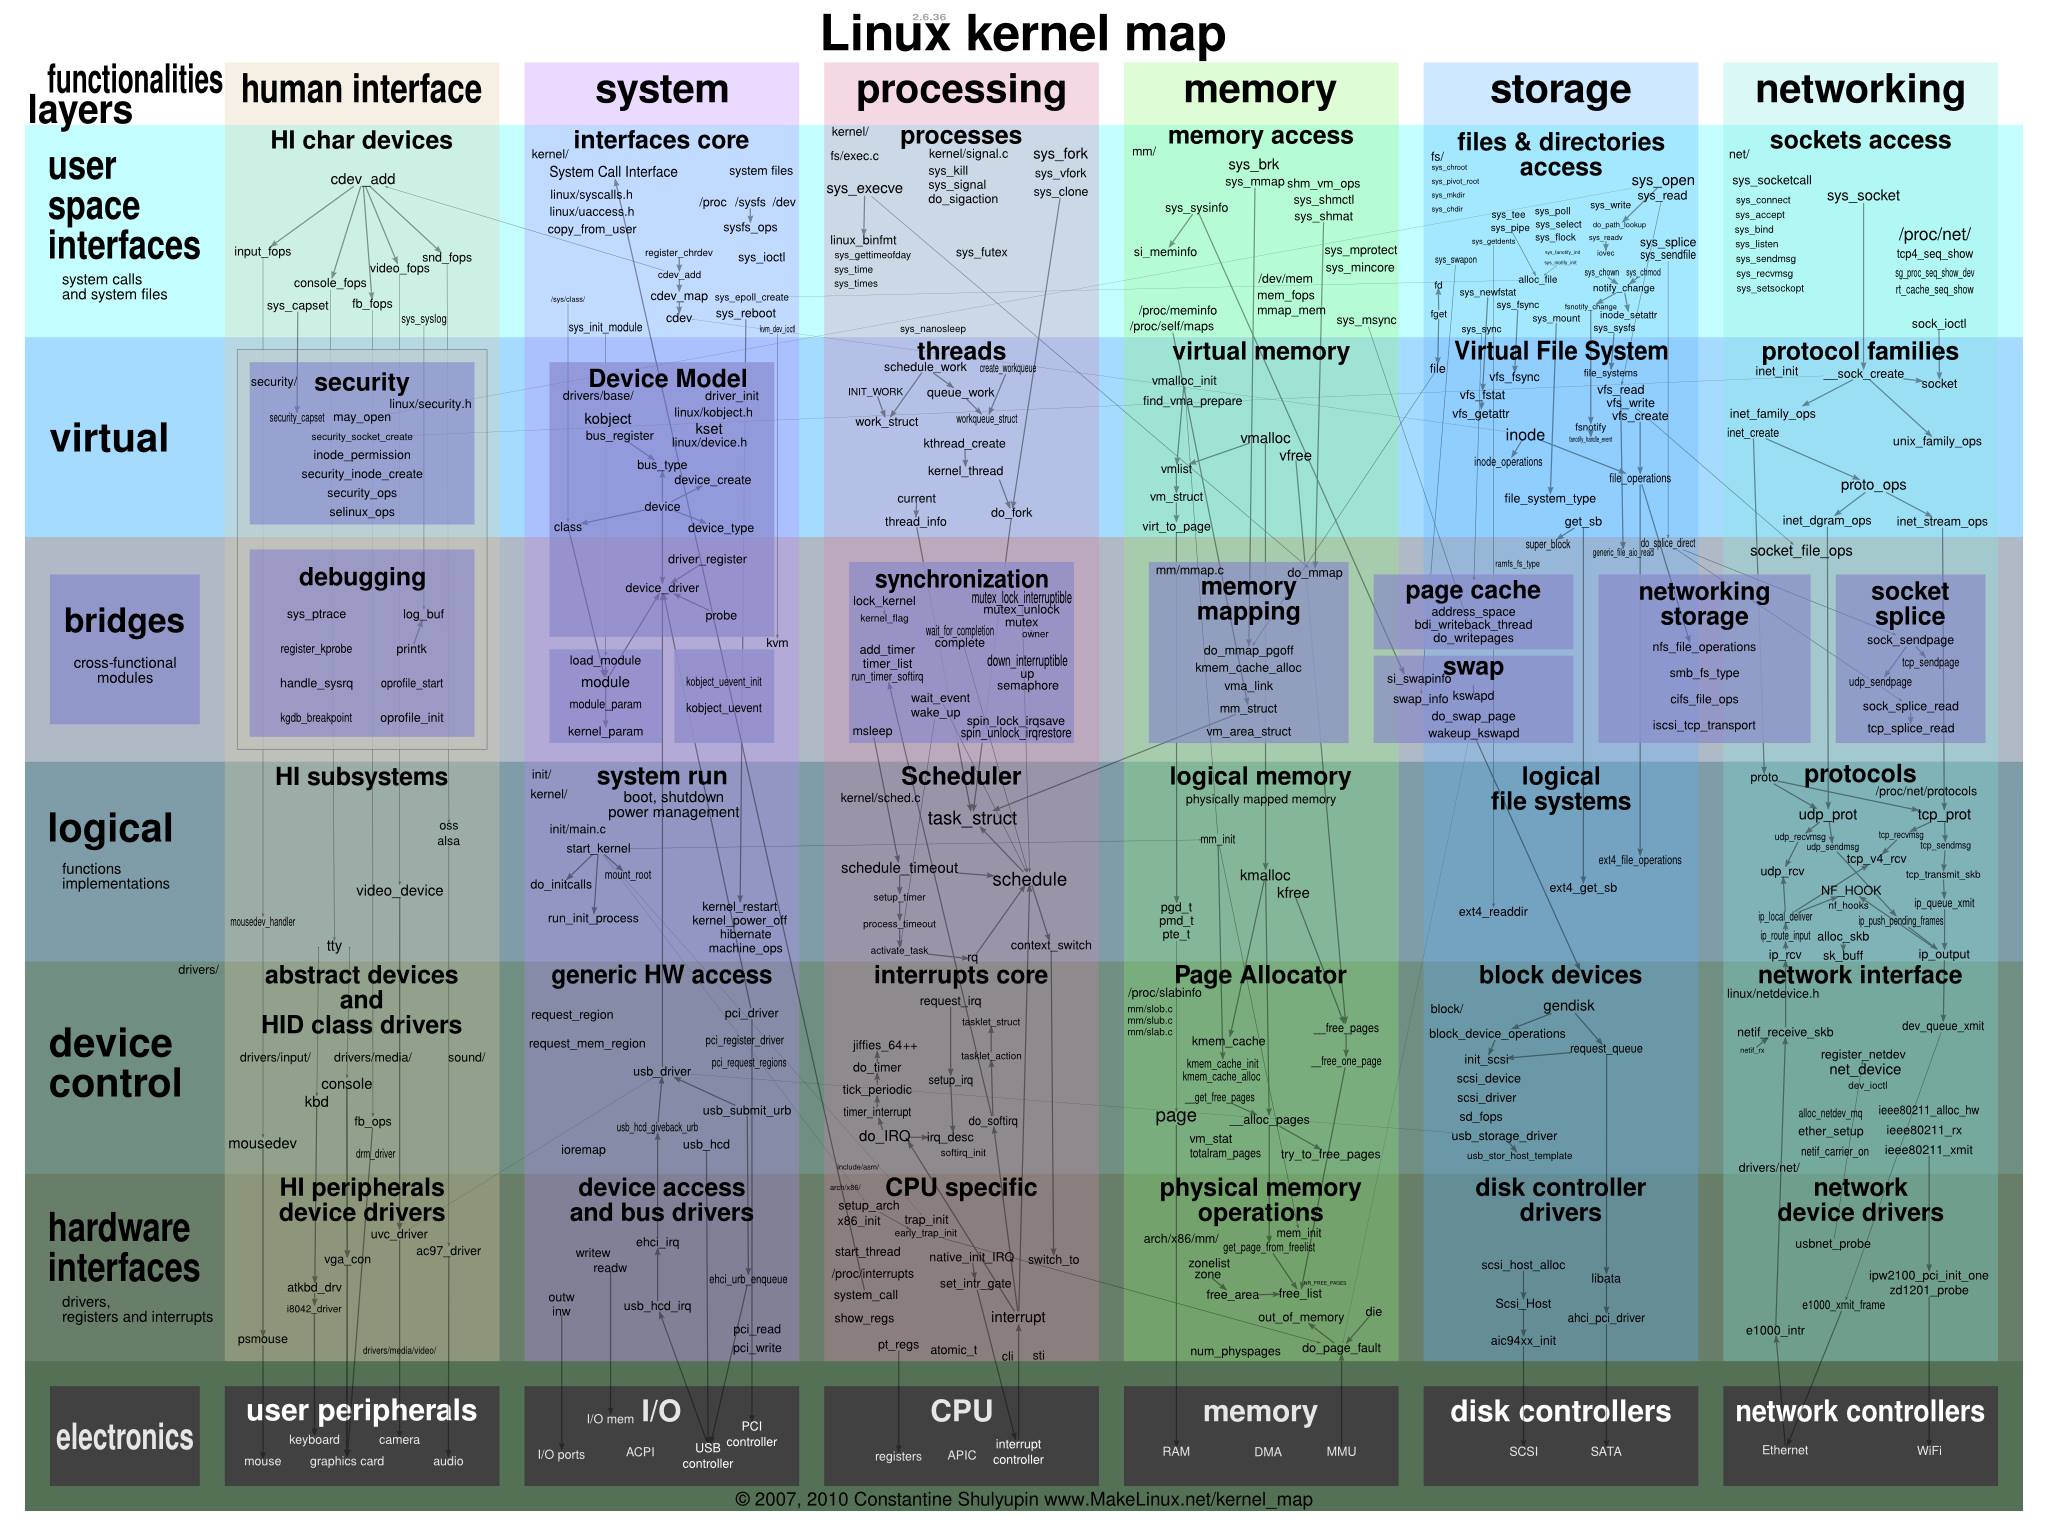 2.6.36
Linux kernel map
functionalities
layers
human interface
system
processing
memory
storage
networking
user
space
interfaces
system calls
and system files
HI char devices
cdev_add
input_fops
console_fops
video_fops
snd_fops
fb_fops
sys_capset
sys_syslog
interfaces core
kernel/
System Call Interface
system files
linux/syscalls.h
linux/uaccess.h
copy_from_user
/proc /sysfs /dev
sysfs_ops
register_chrdev
sys_ioctl
cdev_add
cdev_map
sys_epoll_create
/sys/class/
cdev
sys_reboot
sys_init_module
kvm_dev_ioctl
processes
kernel/
fs/exec.c
kernel/signal.c
sys_kill
sys_signal
do_sigaction
sys_fork
sys_vfork
sys_clone
sys_execve
linux_binfmt
sys_gettimeofday
sys_time
sys_times
sys_futex
sys_nanosleep
memory access
mm/
sys_brk
sys_mmap
shm_vm_ops
sys_shmctl
sys_shmat
sys_sysinfo
si_meminfo
sys_mprotect
sys_mincore
/dev/mem
mem_fops
mmap_mem
/proc/meminfo
/proc/self/maps
sys_msync
files & directories
access
fs/
sys_chroot
sys_pivot_root
sys_mkdir
sys_chdir
sys_open
sys_read
sys_write
sys_tee
sys_pipe
sys_poll
sys_select
sys_flock
do_path_lookup
sys_getdents
sys_readv
iovec
sys_splice
sys_sendfile
sys_swapon
sys_fanotify_init
sys_inotify_init
alloc_file
sys_chown
sys_chmod
notify_change
fd
sys_newfstat
fget
sys_fsync
fsnotify_change
inode_setattr
sys_mount
sys_sync
sys_sysfs
sockets access
net/
sys_socketcall
sys_connect
sys_accept
sys_bind
sys_listen
sys_sendmsg
sys_recvmsg
sys_setsockopt
sys_socket
/proc/net/
tcp4_seq_show
sg_proc_seq_show_dev
rt_cache_seq_show
sock_ioctl
virtual
security
security/
linux/security.h
security_capset
may_open
security_socket_create
inode_permission
security_inode_create
security_ops
selinux_ops
Device Model
drivers/base/
driver_init
linux/kobject.h
kobject
kset
bus_register
linux/device.h
bus_type
device_create
device
class
device_type
driver_register
device_driver
probe
kvm
threads
schedule_work
create_workqueue
INIT_WORK
queue_work
work_struct
workqueue_struct
kthread_create
kernel_thread
current
thread_info
do_fork
virtual memory
vmalloc_init
find_vma_prepare
vmalloc
vfree
vmlist
vm_struct
virt_to_page
Virtual File System
file
vfs_fsync
file_systems
vfs_fstat
vfs_getattr
vfs_read
vfs_write
vfs_create
fsnotify
fanotify_handle_event
inode
inode_operations
file_operations
file_system_type
get_sb
super_block
generic_file_aio_read
do_splice_direct
ramfs_fs_type
protocol families
inet_init
__sock_create
socket
inet_family_ops
inet_create
unix_family_ops
proto_ops
inet_dgram_ops
inet_stream_ops
socket_file_ops
bridges
cross-functional
modules
debugging
sys_ptrace
log_buf
register_kprobe
printk
handle_sysrq
oprofile_start
kgdb_breakpoint
oprofile_init
load_module
module
module_param
kernel_param
kobject_uevent_init
kobject_uevent
synchronization
lock_kernel
kernel_flag
mutex_lock_interruptible
mutex_unlock
mutex
owner
wait_for_completion
complete
add_timer
timer_list
run_timer_softirq
down_interruptible
up
semaphore
wait_event
wake_up
spin_lock_irqsave
spin_unlock_irqrestore
msleep
mm/mmap.c
do_mmap
memory
mapping
do_mmap_pgoff
kmem_cache_alloc
vma_link
mm_struct
vm_area_struct
page cache
address_space
bdi_writeback_thread
do_writepages
swap
si_swapinfo
swap_info
kswapd
do_swap_page
wakeup_kswapd
networking
storage
nfs_file_operations
smb_fs_type
cifs_file_ops
iscsi_tcp_transport
socket
splice
sock_sendpage
tcp_sendpage
udp_sendpage
sock_splice_read
tcp_splice_read
logical
functions
implementations
HI subsystems
oss
alsa
video_device
mousedev_handler
tty
system run
init/
kernel/
boot, shutdown
power management
init/main.c
start_kernel
do_initcalls
mount_root
run_init_process
kernel_restart
kernel_power_off
hibernate
machine_ops
Scheduler
kernel/sched.c
task_struct
schedule_timeout
schedule
setup_timer
process_timeout
activate_task
rq
context_switch
logical memory
physically mapped memory
mm_init
kmalloc
kfree
pgd_t
pmd_t
pte_t
logical
file systems
ext4_file_operations
ext4_get_sb
ext4_readdir
protocols
proto
/proc/net/protocols
udp_prot
tcp_prot
udp_recvmsg
udp_sendmsg
tcp_recvmsg
tcp_sendmsg
tcp_v4_rcv
udp_rcv
tcp_transmit_skb
NF_HOOK
nf_hooks
ip_queue_xmit
ip_local_deliver
ip_push_pending_frames
ip_route_input
alloc_skb
ip_rcv
sk_buff
ip_output
device
control
drivers/
abstract devices
and
HID class drivers
drivers/input/
drivers/media/
sound/
console
kbd
fb_ops
mousedev
drm_driver
generic HW access
request_region
pci_driver
request_mem_region
pci_register_driver
pci_request_regions
usb_driver
usb_submit_urb
usb_hcd_giveback_urb
usb_hcd
ioremap
interrupts core
request_irq
tasklet_struct
jiffies_64++
do_timer
tasklet_action
tick_periodic
setup_irq
timer_interrupt
do_softirq
do_IRQ
irq_desc
softirq_init
Page Allocator
/proc/slabinfo
mm/slob.c
mm/slub.c
mm/slab.c
__free_pages
kmem_cache
kmem_cache_init
kmem_cache_alloc
__free_one_page
__get_free_pages
page
__alloc_pages
vm_stat
totalram_pages
try_to_free_pages
block devices
block/
gendisk
block_device_operations
request_queue
init_scsi
scsi_device
scsi_driver
sd_fops
usb_storage_driver
usb_stor_host_template
network interface
linux/netdevice.h
dev_queue_xmit
netif_receive_skb
netif_rx
register_netdev
net_device
dev_ioctl
alloc_netdev_mq
ieee80211_alloc_hw
ether_setup
ieee80211_rx
netif_carrier_on
ieee80211_xmit
drivers/net/
hardware
interfaces
drivers,
registers and interrupts
HI peripherals
device drivers
uvc_driver
ac97_driver
vga_con
atkbd_drv
i8042_driver
psmouse
drivers/media/video/
device access
and bus drivers
ehci_irq
writew
readw
ehci_urb_enqueue
outw
inw
usb_hcd_irq
pci_read
pci_write
CPU specific
include/asm/
arch/x86/
setup_arch
x86_init
trap_init
early_trap_init
start_thread
native_init_IRQ
switch_to
/proc/interrupts
set_intr_gate
system_call
show_regs
interrupt
pt_regs
atomic_t
cli
sti
physical memory
operations
arch/x86/mm/
mem_init
get_page_from_freelist
zonelist
zone
NR_FREE_PAGES
free_area
free_list
out_of_memory
die
num_physpages
do_page_fault
disk controller
drivers
scsi_host_alloc
libata
Scsi_Host
ahci_pci_driver
aic94xx_init
network
device drivers
usbnet_probe
ipw2100_pci_init_one
zd1201_probe
e1000_xmit_frame
e1000_intr
electronics
user peripherals
keyboard
camera
mouse
graphics card
audio
I/O
I/O mem
I/O ports
ACPI
USB
controller
PCI
controller
CPU
registers
APIC
interrupt
controller
memory
RAM
DMA
MMU
disk controllers
SCSI
SATA
network controllers
Ethernet
WiFi
© 2007, 2010 Constantine Shulyupin www.MakeLinux.net/kernel_map